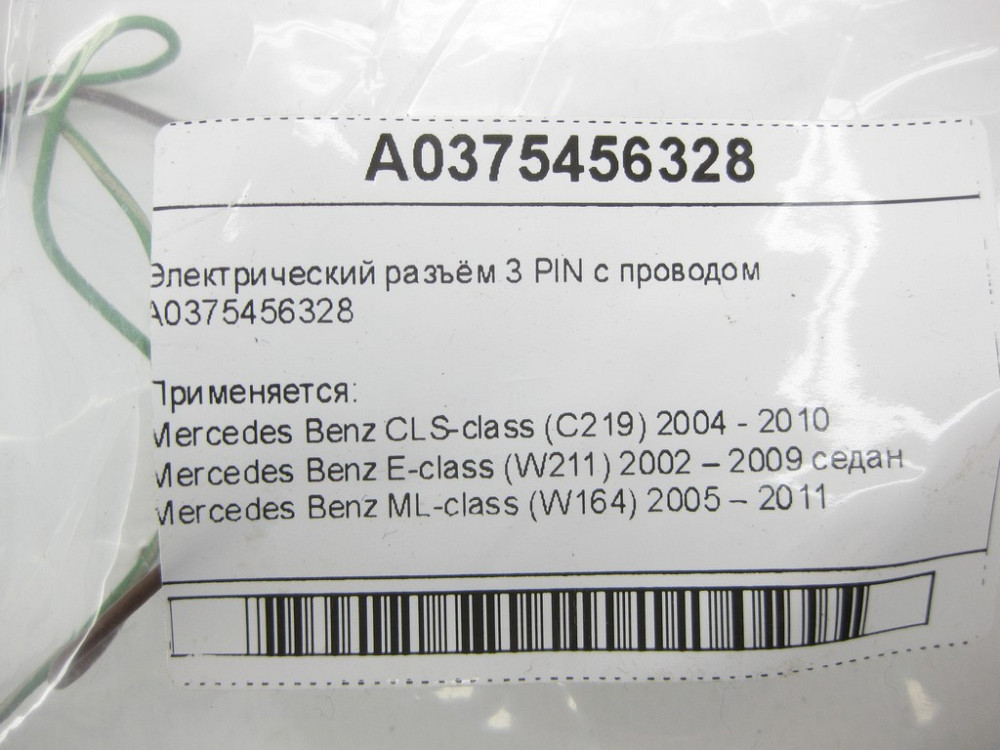 A0375456328
Электрический разъём 3 PIN с проводом
A0375456328
Применяется:
Mercedes Benz CLS-class (C219) 2004 - 2010
Mercedes Benz E-class (W211) 2002 – 2009 седан
Mercedes Benz ML-class (W164) 2005 – 2011